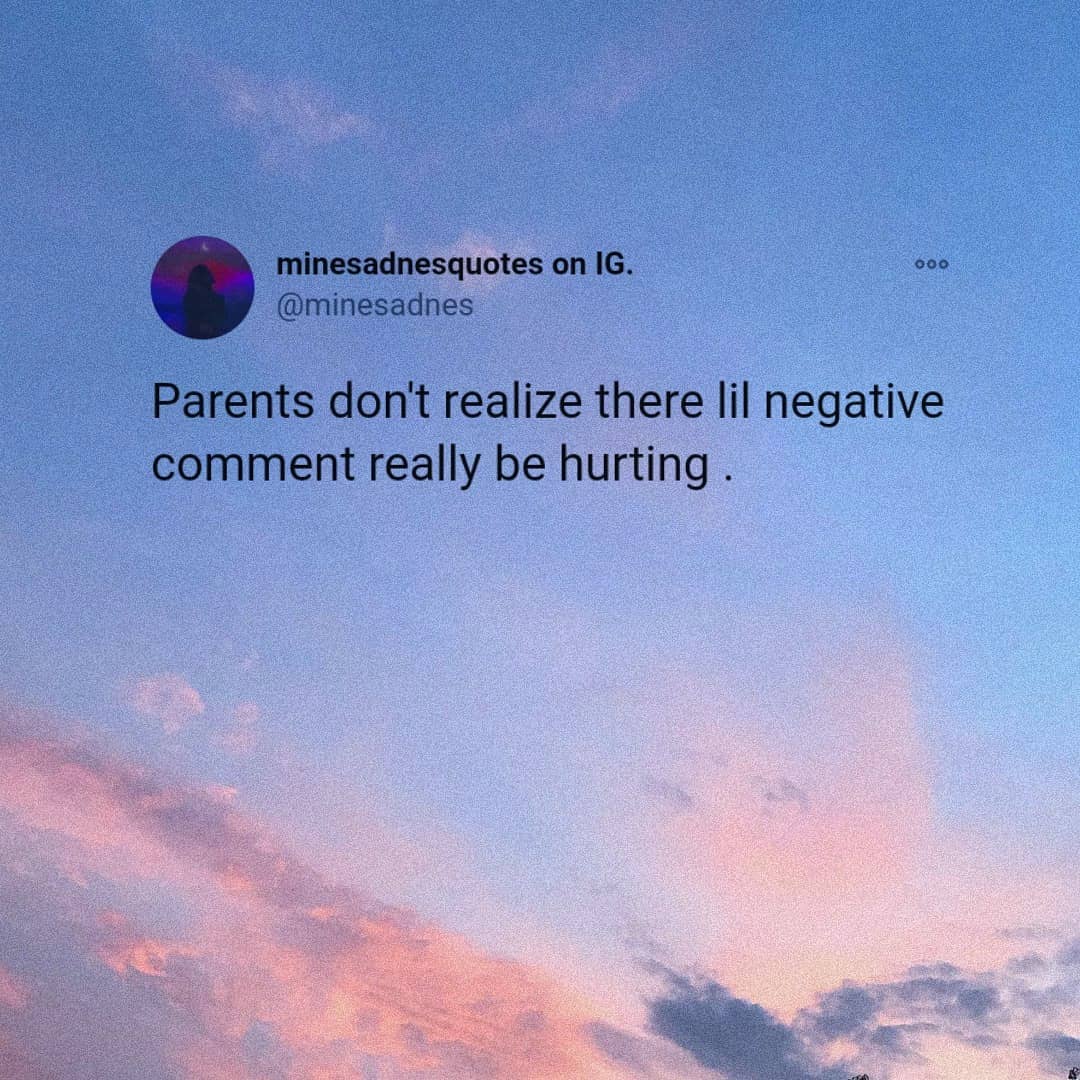 minesadnesquotes on IG.
@minesadnes
Parents don't realize there lil negative
comment really be hurting .